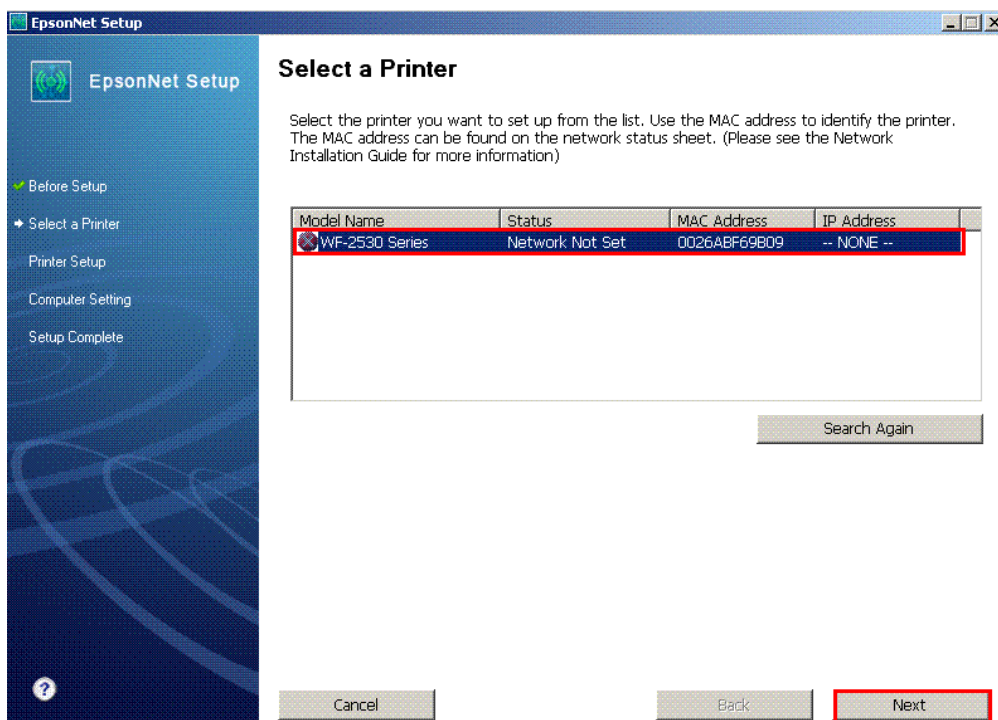 EpsonNet Setup
EpsonNet Setup
Before Setup
Select a Printer
Printer Setup
Computer Setting
Setup Complete
Select a Printer
Select the printer you want to set up from the list. Use the MAC address to identify the printer.
The MAC address can be found on the network status sheet. (Please see the Network
Installation Guide for more information)
Model Name Status MAC Address IP Address
WF-2530 Series Network Not Set 0026ABF69B09 -- NONE --
Search Again
?
Cancel Back Next